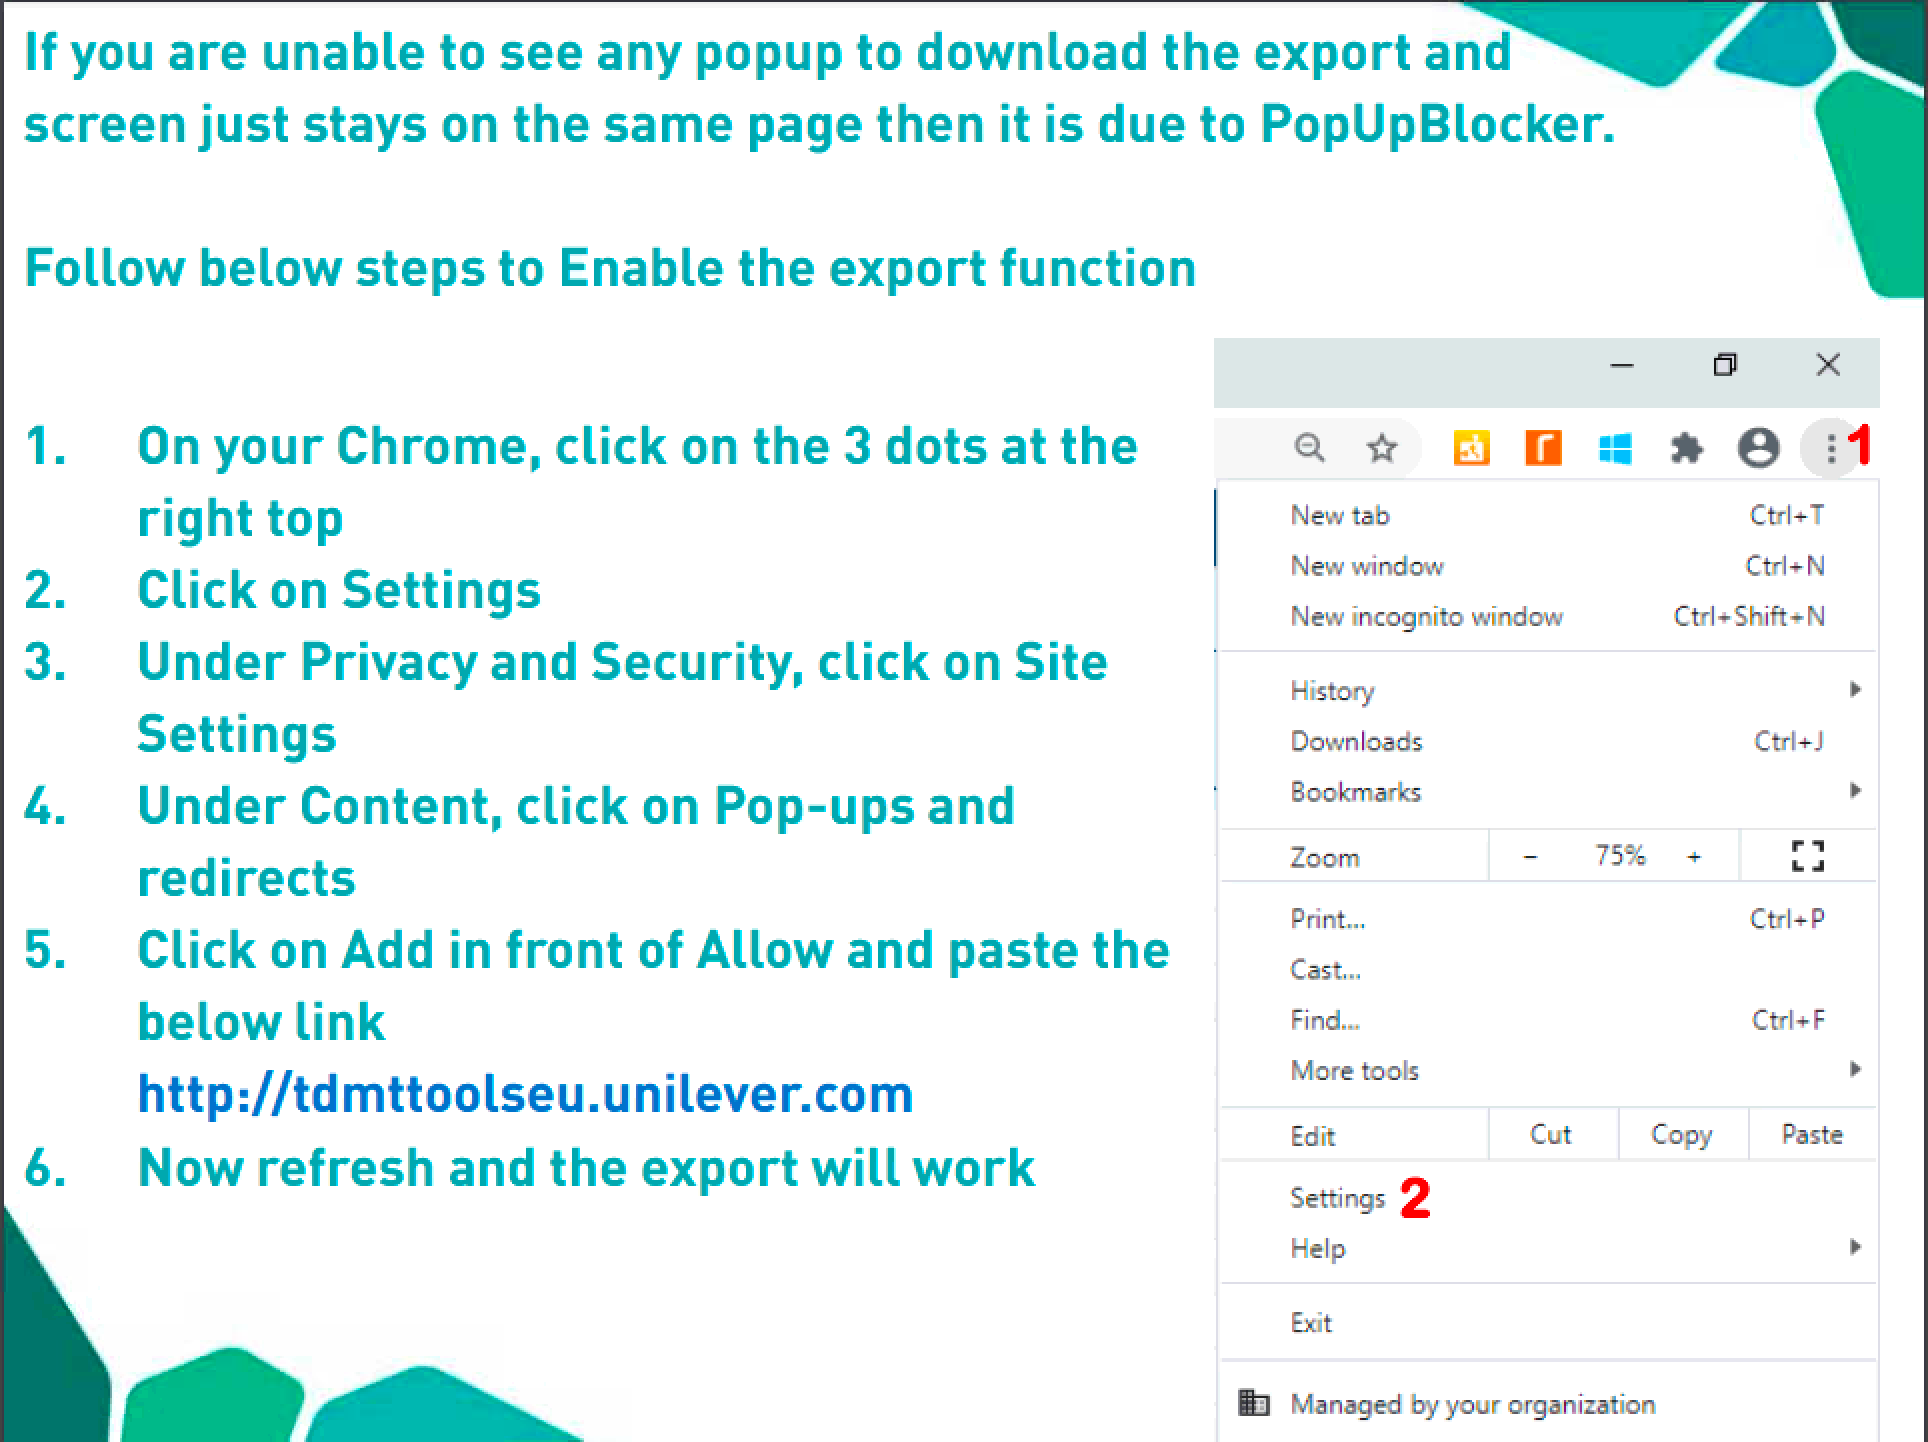 If you are unable to see any popup to download the export and
screen just stays on the same page then it is due to PopUpBlocker.
Follow below steps to Enable the export function
1. On your Chrome, click on the 3 dots at the
right top
2. Click on Settings
3. Under Privacy and Security, click on Site
Settings
4. Under Content, click on Pop-ups and
redirects
5. Click on Add in front of Allow and paste the
below link
http://tdmttoolseu.unilever.com
6. Now refresh and the export will work
1
New tab Ctrl+T
New window Ctrl+N
New incognito window Ctrl+Shift+N
History
Downloads Ctrl+J
Bookmarks
Zoom - 75% +
Print... Ctrl+P
Cast...
Find... Ctrl+F
More tools
Edit Cut Copy Paste
Settings 2
Help
Exit
Managed by your organization